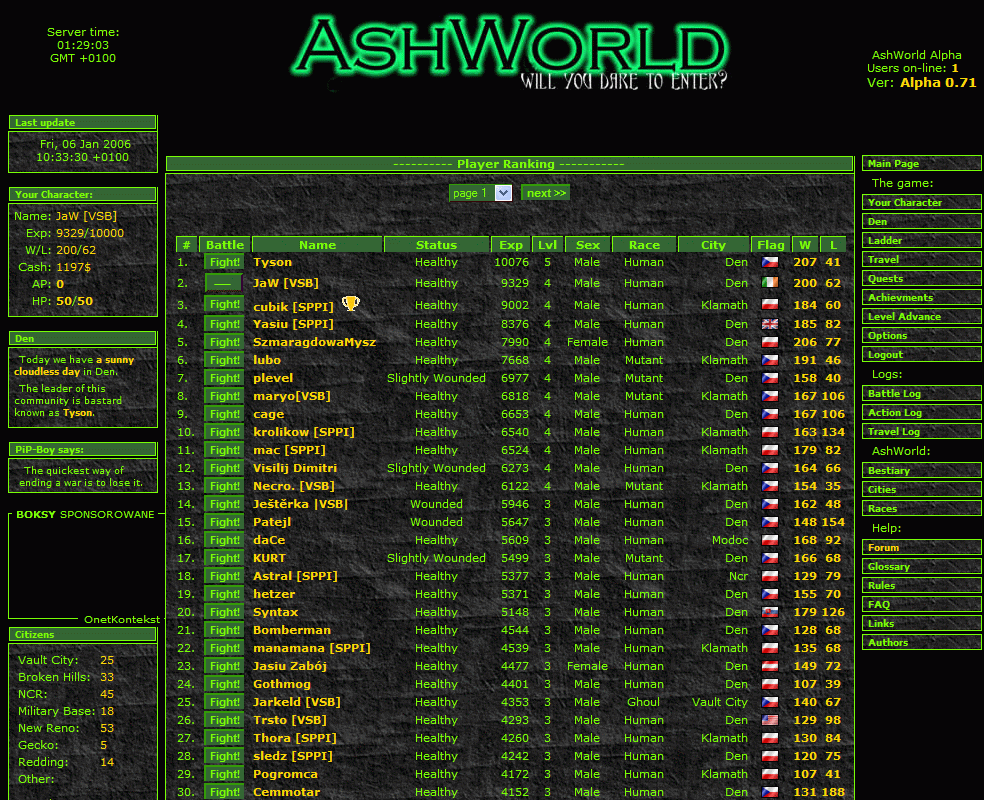 Server time:
01:29:03
GMT +0100
AshWorld
Will you dare to enter?
AshWorld Alpha
Users on-line: 1
Ver: Alpha 0.71
Last update
Fri, 06 Jan 2006
10:33:30 +0100
Your Character:
Name: JaW [VSB]
Exp: 9329/10000
W/L: 200/62
Cash: 1197$
AP: 0
HP: 50/50
Den
Today we have a sunny
cloudless day in Den.
The leader of this
community is bastard
known as Tyson.
PiP-Boy says:
The quickest way of
ending a war is to lose it.
BOKSY SPONSOROWANE
OnetKontekst
Citizens
Vault City: 25
Broken Hills: 33
NCR: 45
Military Base: 18
New Reno: 53
Gecko: 5
Redding: 14
Other:
---------- Player Ranking -----------
page 1 next >>
# Battle Name Status Exp Lvl Sex Race City Flag W L
1. Fight! Tyson Healthy 10076 5 Male Human Den 207 41
2. ---- JaW [VSB] Healthy 9329 4 Male Human Den 200 62
3. Fight! cubik [SPPI] Healthy 9002 4 Male Human Klamath 184 60
4. Fight! Yasiu [SPPI] Healthy 8376 4 Male Human Den 185 82
5. Fight! SzmaragdowaMysz Healthy 7990 4 Female Human Den 206 77
6. Fight! lubo Healthy 7668 4 Male Mutant Klamath 191 46
7. Fight! plevel Slightly Wounded 6977 4 Male Mutant Den 158 40
8. Fight! maryo[VSB] Healthy 6818 4 Male Mutant Klamath 167 106
9. Fight! cage Healthy 6653 4 Male Human Den 167 106
10. Fight! krolikow [SPPI] Healthy 6540 4 Male Human Klamath 163 134
11. Fight! mac [SPPI] Healthy 6524 4 Male Human Klamath 179 82
12. Fight! Visilij Dimitri Slightly Wounded 6273 4 Male Human Den 164 66
13. Fight! Necro. [VSB] Healthy 6122 4 Male Mutant Klamath 154 35
14. Fight! Ještěrka |VSB| Wounded 5946 3 Male Human Den 162 48
15. Fight! Patejl Wounded 5647 3 Male Human Den 148 154
16. Fight! daCe Healthy 5609 3 Male Human Modoc 168 92
17. Fight! KURT Slightly Wounded 5499 3 Male Mutant Den 166 68
18. Fight! Astral [SPPI] Healthy 5377 3 Male Human Ncr 129 79
19. Fight! hetzer Healthy 5371 3 Male Human Den 155 70
20. Fight! Syntax Healthy 5148 3 Male Human Den 179 126
21. Fight! Bomberman Healthy 4544 3 Male Human Den 128 68
22. Fight! manamana [SPPI] Healthy 4539 3 Male Human Klamath 135 68
23. Fight! Jasiu Zabój Healthy 4477 3 Female Human Den 149 72
24. Fight! Gothmog Healthy 4401 3 Male Human Den 107 39
25. Fight! Jarkeld [VSB] Healthy 4353 3 Male Ghoul Vault City 140 67
26. Fight! Trsto [VSB] Healthy 4293 3 Male Human Den 129 98
27. Fight! Thora [SPPI] Healthy 4260 3 Male Human Klamath 130 84
28. Fight! sledz [SPPI] Healthy 4242 3 Male Human Den 120 75
29. Fight! Pogromca Healthy 4172 3 Male Human Klamath 107 41
30. Fight! Cemmotar Healthy 4152 3 Male Human Den 131 188
Main Page
The game:
Your Character
Den
Ladder
Travel
Quests
Achievments
Level Advance
Options
Logout
Logs:
Battle Log
Action Log
Travel Log
AshWorld:
Bestiary
Cities
Races
Help:
Forum
Glossary
Rules
FAQ
Links
Authors